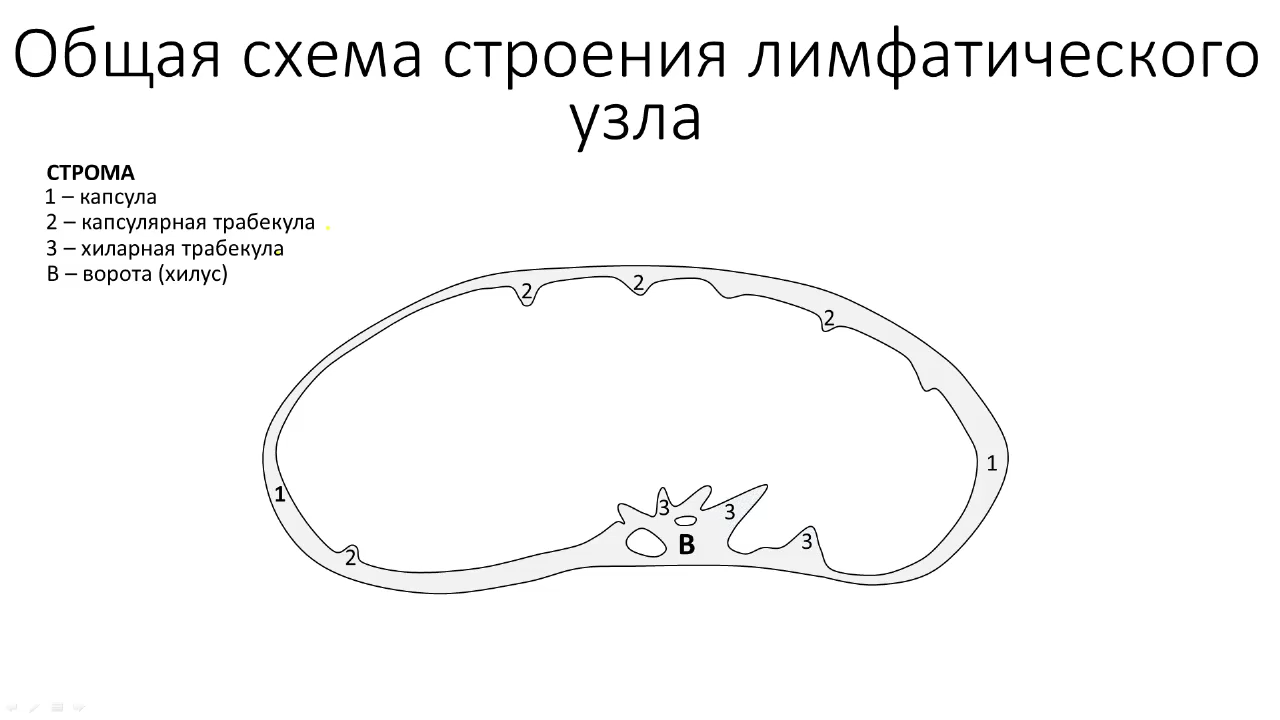 Общая схема строения лимфатического
узла
СТРОМА
1 – капсула
2 – капсулярная трабекула
3 – хиларная трабекула
В – ворота (хилус)
2
2
2
1
1
3
3
3
В
2